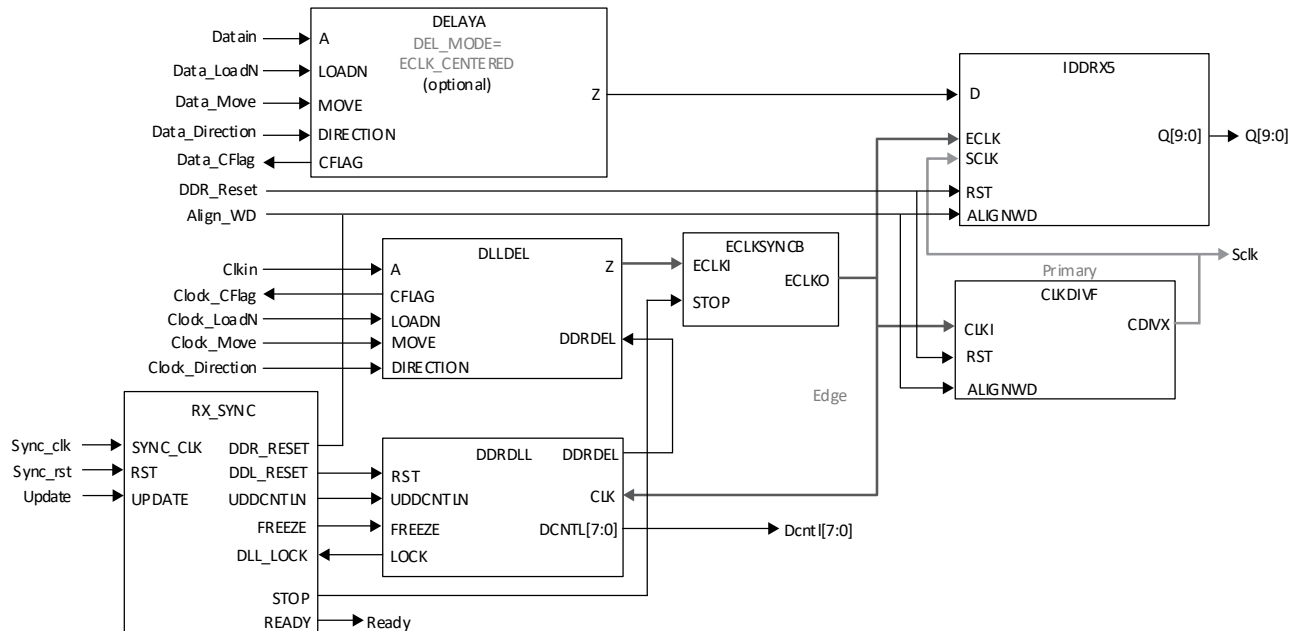 DELAYA
DEL_MODE=
ECLK_CENTERED
(optional)
Datain
A
Data_LoadN
LOADN
Data_Move
MOVE
Data_Direction
DIRECTION
Data_CFlag
CFLAG
Z
IDDRX5
D
ECLK
SCLK
RST
ALIGNWD
Q[9:0]
Q[9:0]
DDR_Reset
Align_WD
DLLDEL
Clkin
A
Clock_CFlag
CFLAG
Clock_LoadN
LOADN
Clock_Move
MOVE
Clock_Direction
DIRECTION
Z
DDRDEL
ECLKSYNCB
ECLKI
STOP
ECLKO
Sclk
Primary
CLKDIVF
CLKI
RST
ALIGNWD
CDIVX
Edge
RX_SYNC
Sync_clk
SYNC_CLK
Sync_rst
RST
Update
UPDATE
DDR_RESET
DDL_RESET
UDDCNTLN
FREEZE
DLL_LOCK
STOP
READY
Ready
DDRDLL
RST
UDDCNTLN
FREEZE
LOCK
DDRDEL
CLK
DCNTL[7:0]
Dcntl[7:0]